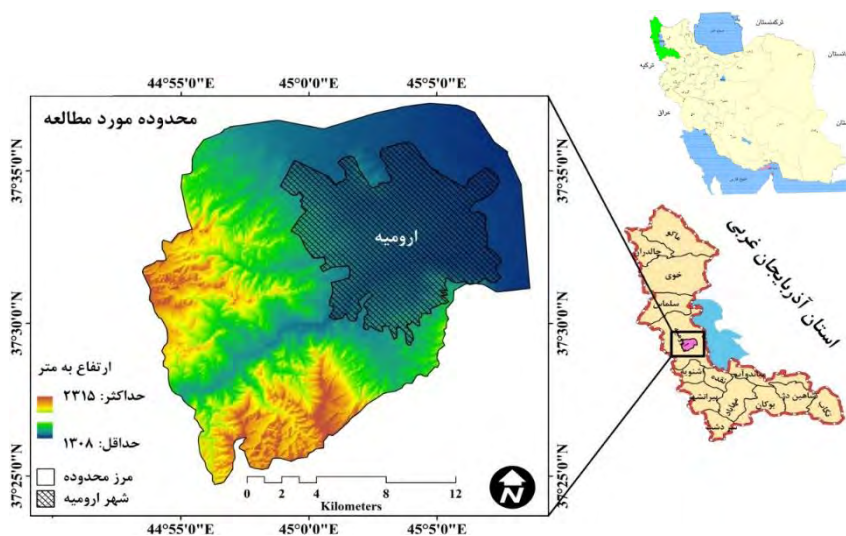 44°55'0"E 45°0'0"E 45°5'0"E
محدوده مورد مطالعه
37°35'0"N
37°35'0"N
ارومیه
37°30'0"N
37°30'0"N
ارتفاع به متر
حداکثر: ۲۳۱۵
حداقل: ۱۳۰۸
مرز محدوده
شهر ارومیه
37°25'0"N
37°25'0"N
0 2 4 8 12
Kilometers
N
44°55'0"E 45°0'0"E 45°5'0"E
ترکمنستان
ترکیه
عراق
استان آذربایجان غربی
ماکو
چالدران
خوی
سلماس
اشنویه
نقده
میاندوآب
پیرانشهر
مهاباد
بوکان
شاهین دژ
تکاب
سردشت